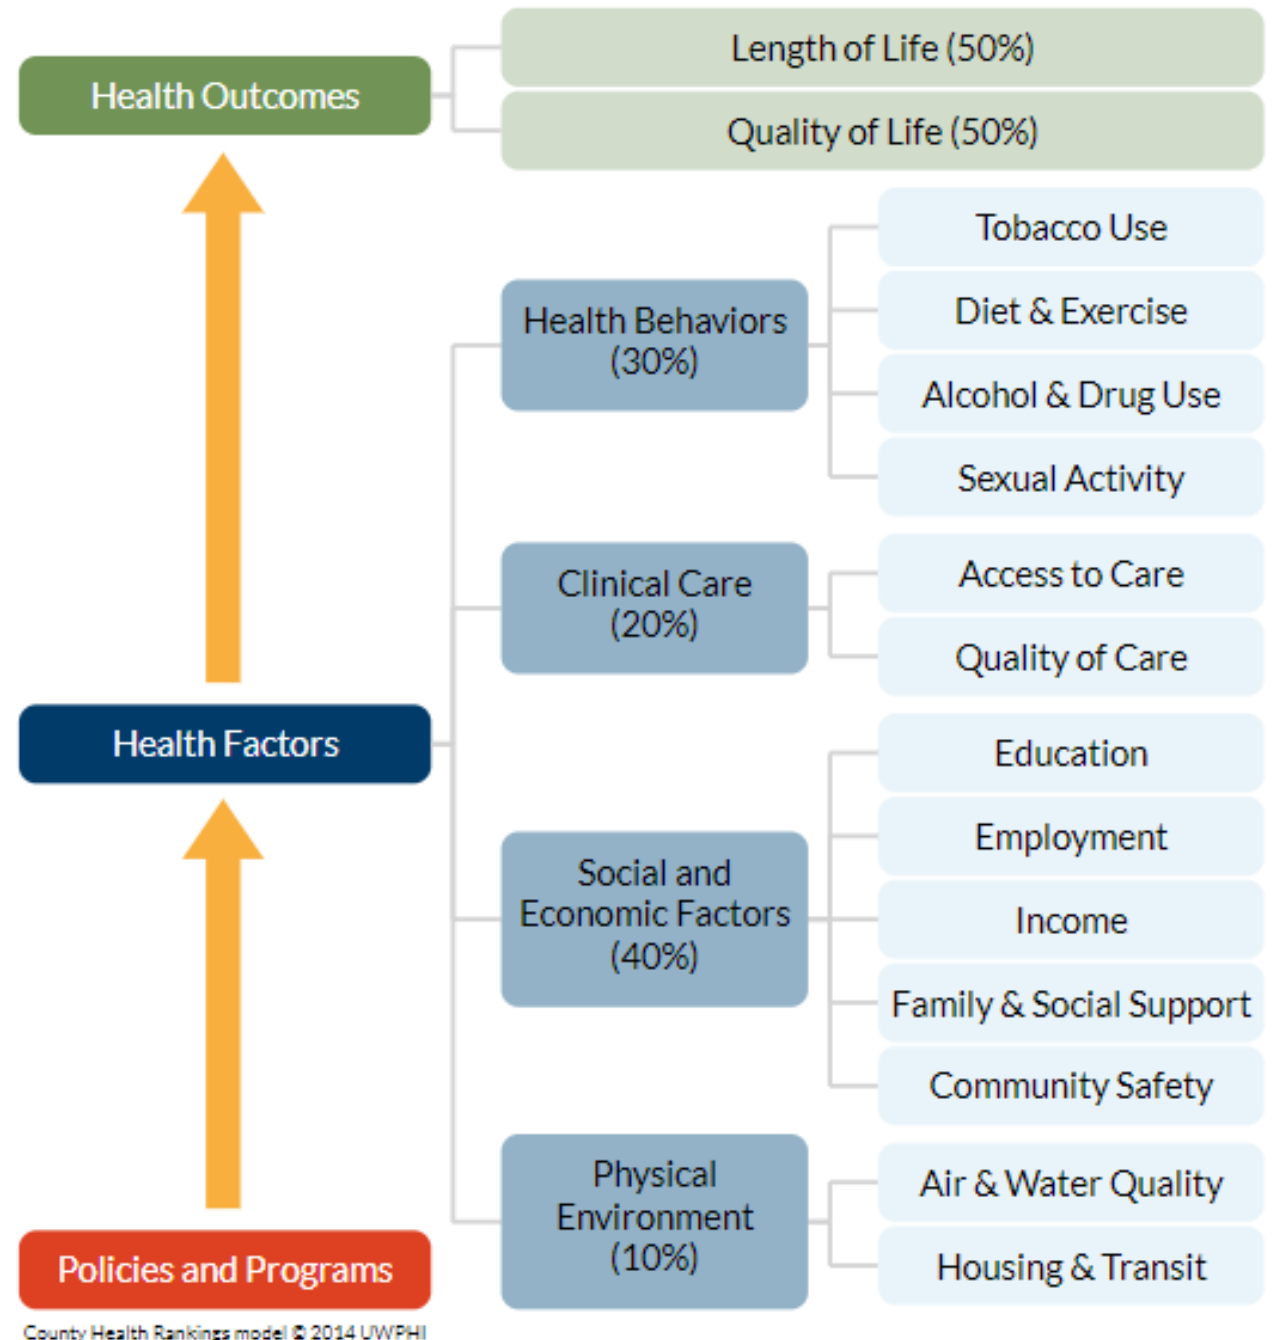 Health Outcomes
Length of Life (50%)
Quality of Life (50%)
Health Factors
Health Behaviors
(30%)
Tobacco Use
Diet & Exercise
Alcohol & Drug Use
Sexual Activity
Clinical Care
(20%)
Access to Care
Quality of Care
Social and
Economic Factors
(40%)
Education
Employment
Income
Family & Social Support
Community Safety
Physical
Environment
(10%)
Air & Water Quality
Housing & Transit
Policies and Programs
County Health Rankings model © 2014 UWPHI